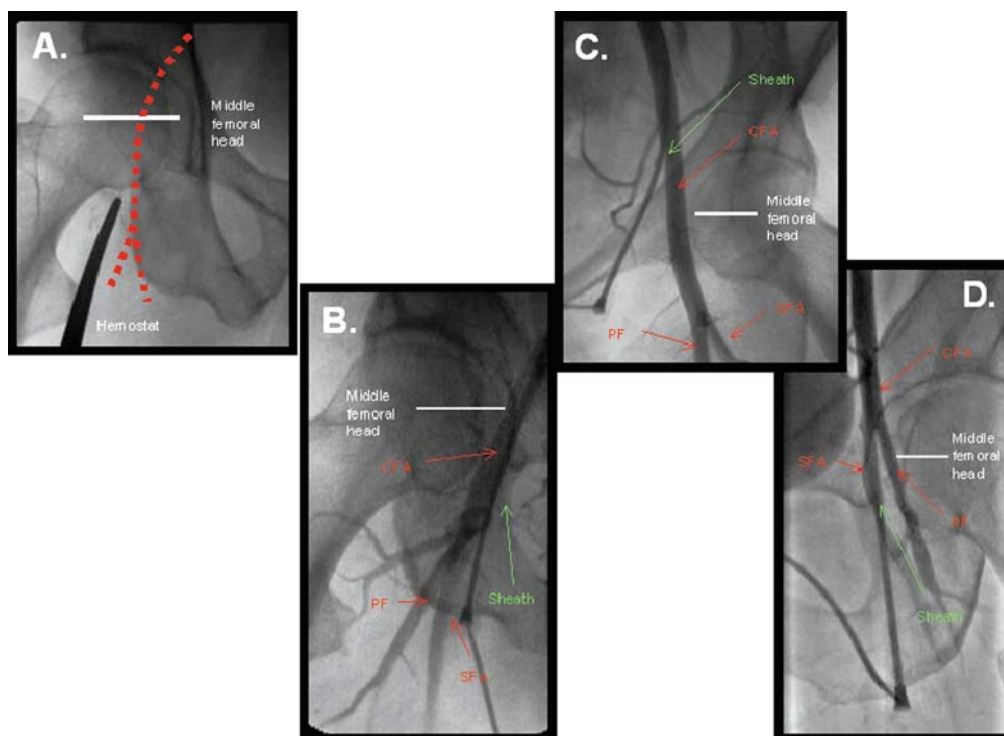 A.
Middle
femoral
head
Hemostat
B.
Middle
femoral
head
CFA
Sheath
PF
SFA
C.
Sheath
CFA
Middle
femoral
head
SFA
PF
D.
CFA
Middle
femoral
head
SFA
PF
Sheath